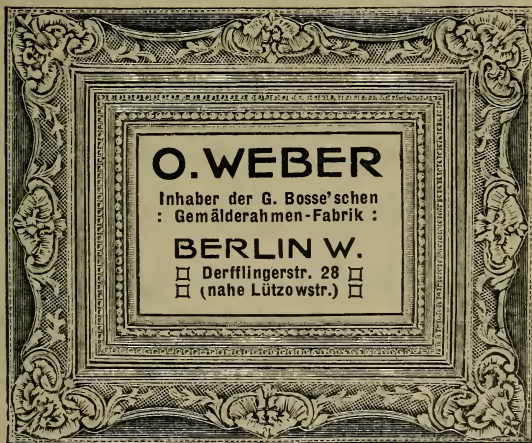 O. WEBER
Inhaber der G. Bosse'schen
: Gemälderahmen-Fabrik :
BERLIN W.
Derfflingerstr. 28
(nahe Lützowstr.)